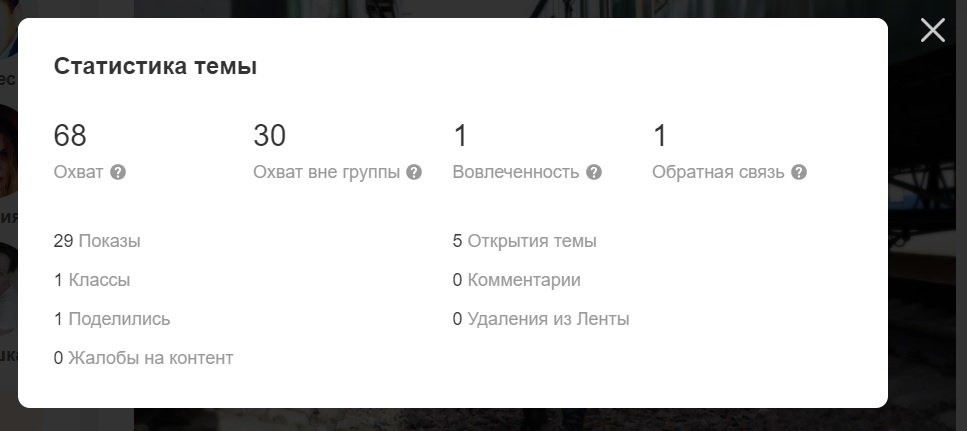 Статистика темы
68 30 1 1
Охват ? Охват вне группы ? Вовлеченность ? Обратная связь ?
29 Показы 5 Открытия темы
1 Классы 0 Комментарии
1 Поделились 0 Удаления из Ленты
0 Жалобы на контент